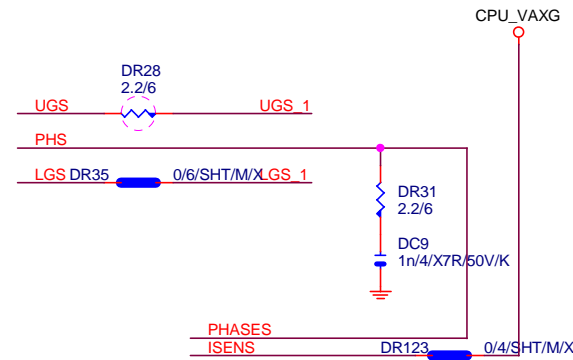 CPU_VAXG
DR28
2.2/6
UGS UGS_1
PHS
LGS DR35 0/6/SHT/M/X LGS_1
DR31
2.2/6
DC9
1n/4/X7R/50V/K
PHASES
ISENS DR123 0/4/SHT/M/X